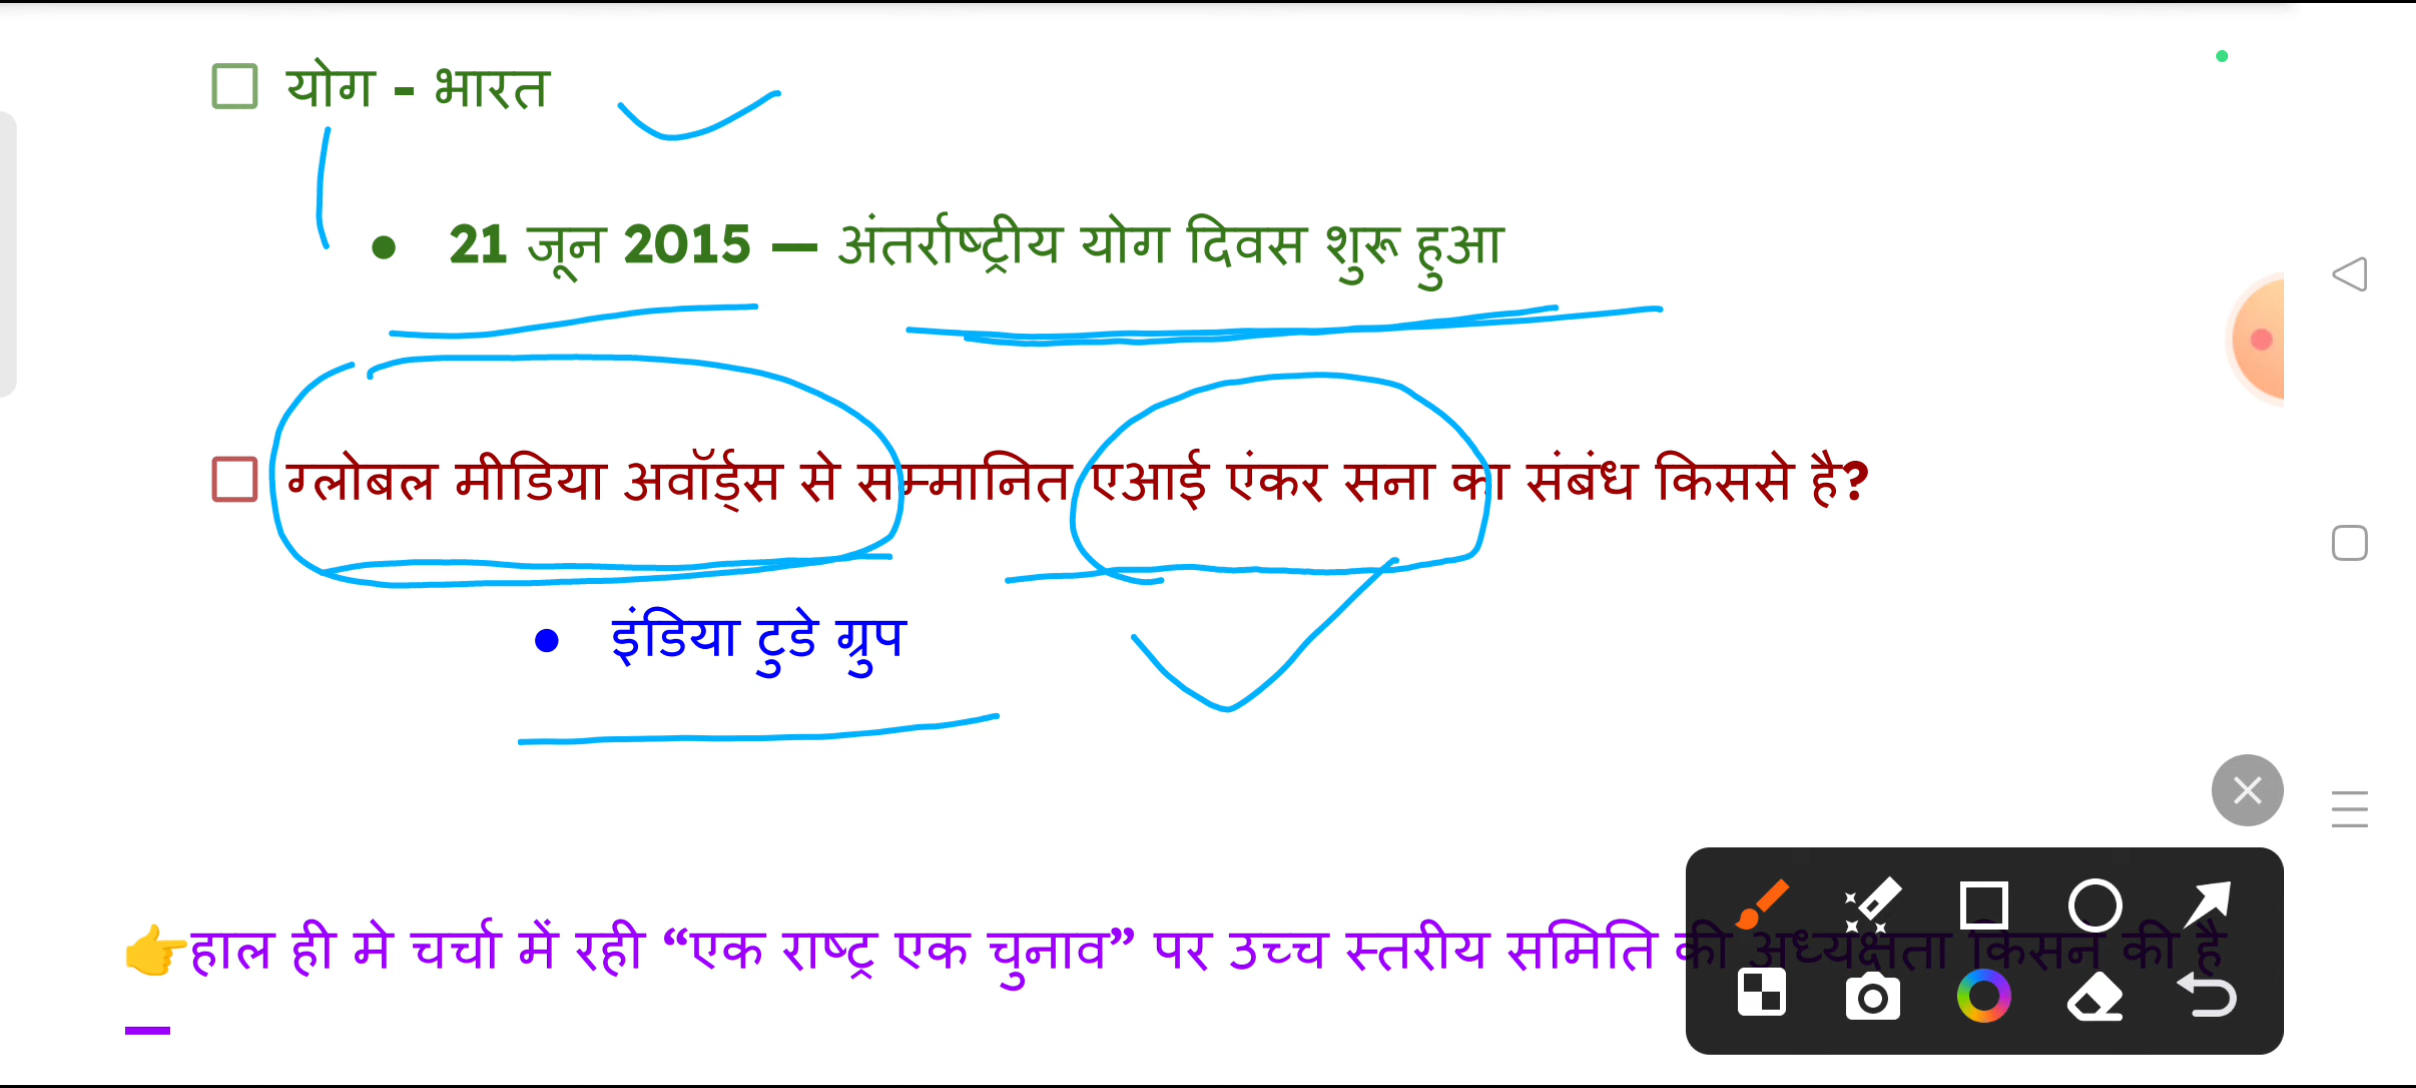 योग - भारत
21 जून 2015 — अंतर्राष्ट्रीय योग दिवस शुरू हुआ
ग्लोबल मीडिया अवॉर्ड्स से सम्मानित एआई एंकर सना का संबंध किससे है?
इंडिया टुडे ग्रुप
👉हाल ही मे चर्चा में रही “एक राष्ट्र एक चुनाव” पर उच्च स्तरीय समिति की अध्यक्षता किसने की है
—